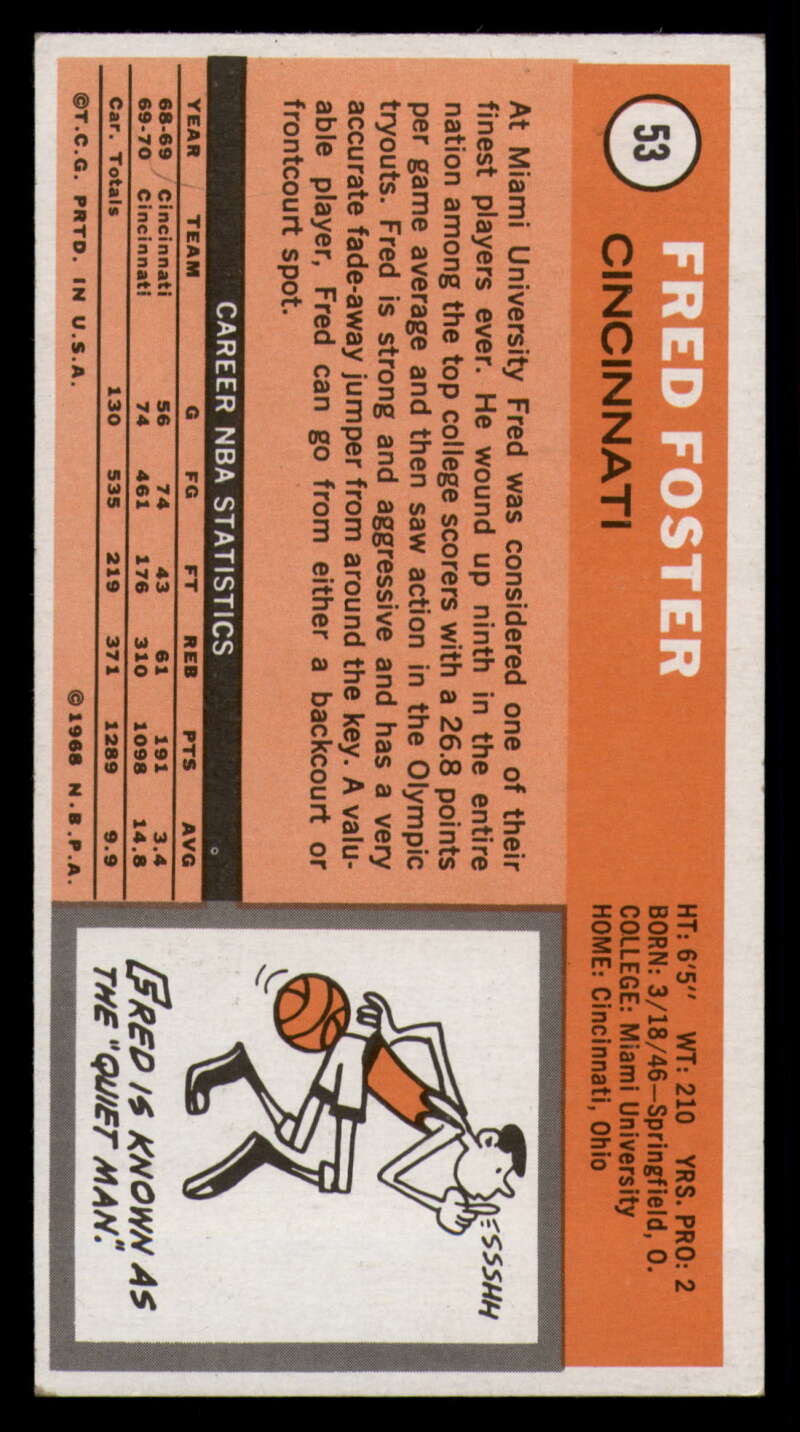 53
FRED FOSTER
CINCINNATI
HT: 6'5" WT: 210 YRS. PRO: 2
BORN: 3/18/46—Springfield, O.
COLLEGE: Miami University
HOME: Cincinnati, Ohio
At Miami University Fred was considered one of their
finest players ever. He wound up ninth in the entire
nation among the top college scorers with a 26.8 points
per game average and then saw action in the Olympic
tryouts. Fred is strong and aggressive and has a very
accurate fade-away jumper from around the key. A valu-
able player, Fred can go from either a backcourt or
frontcourt spot.
CAREER NBA STATISTICS
YEAR TEAM G FG FT REB PTS AVG
68-69 Cincinnati 56 74 43 61 191 3.4
69-70 Cincinnati 74 461 176 310 1098 14.8
Car. Totals 130 535 219 371 1289 9.9
©T.C.G. PRTD. IN U.S.A. ©1968 N.B.P.A.
SSSHH
FRED IS KNOWN AS
THE "QUIET MAN."